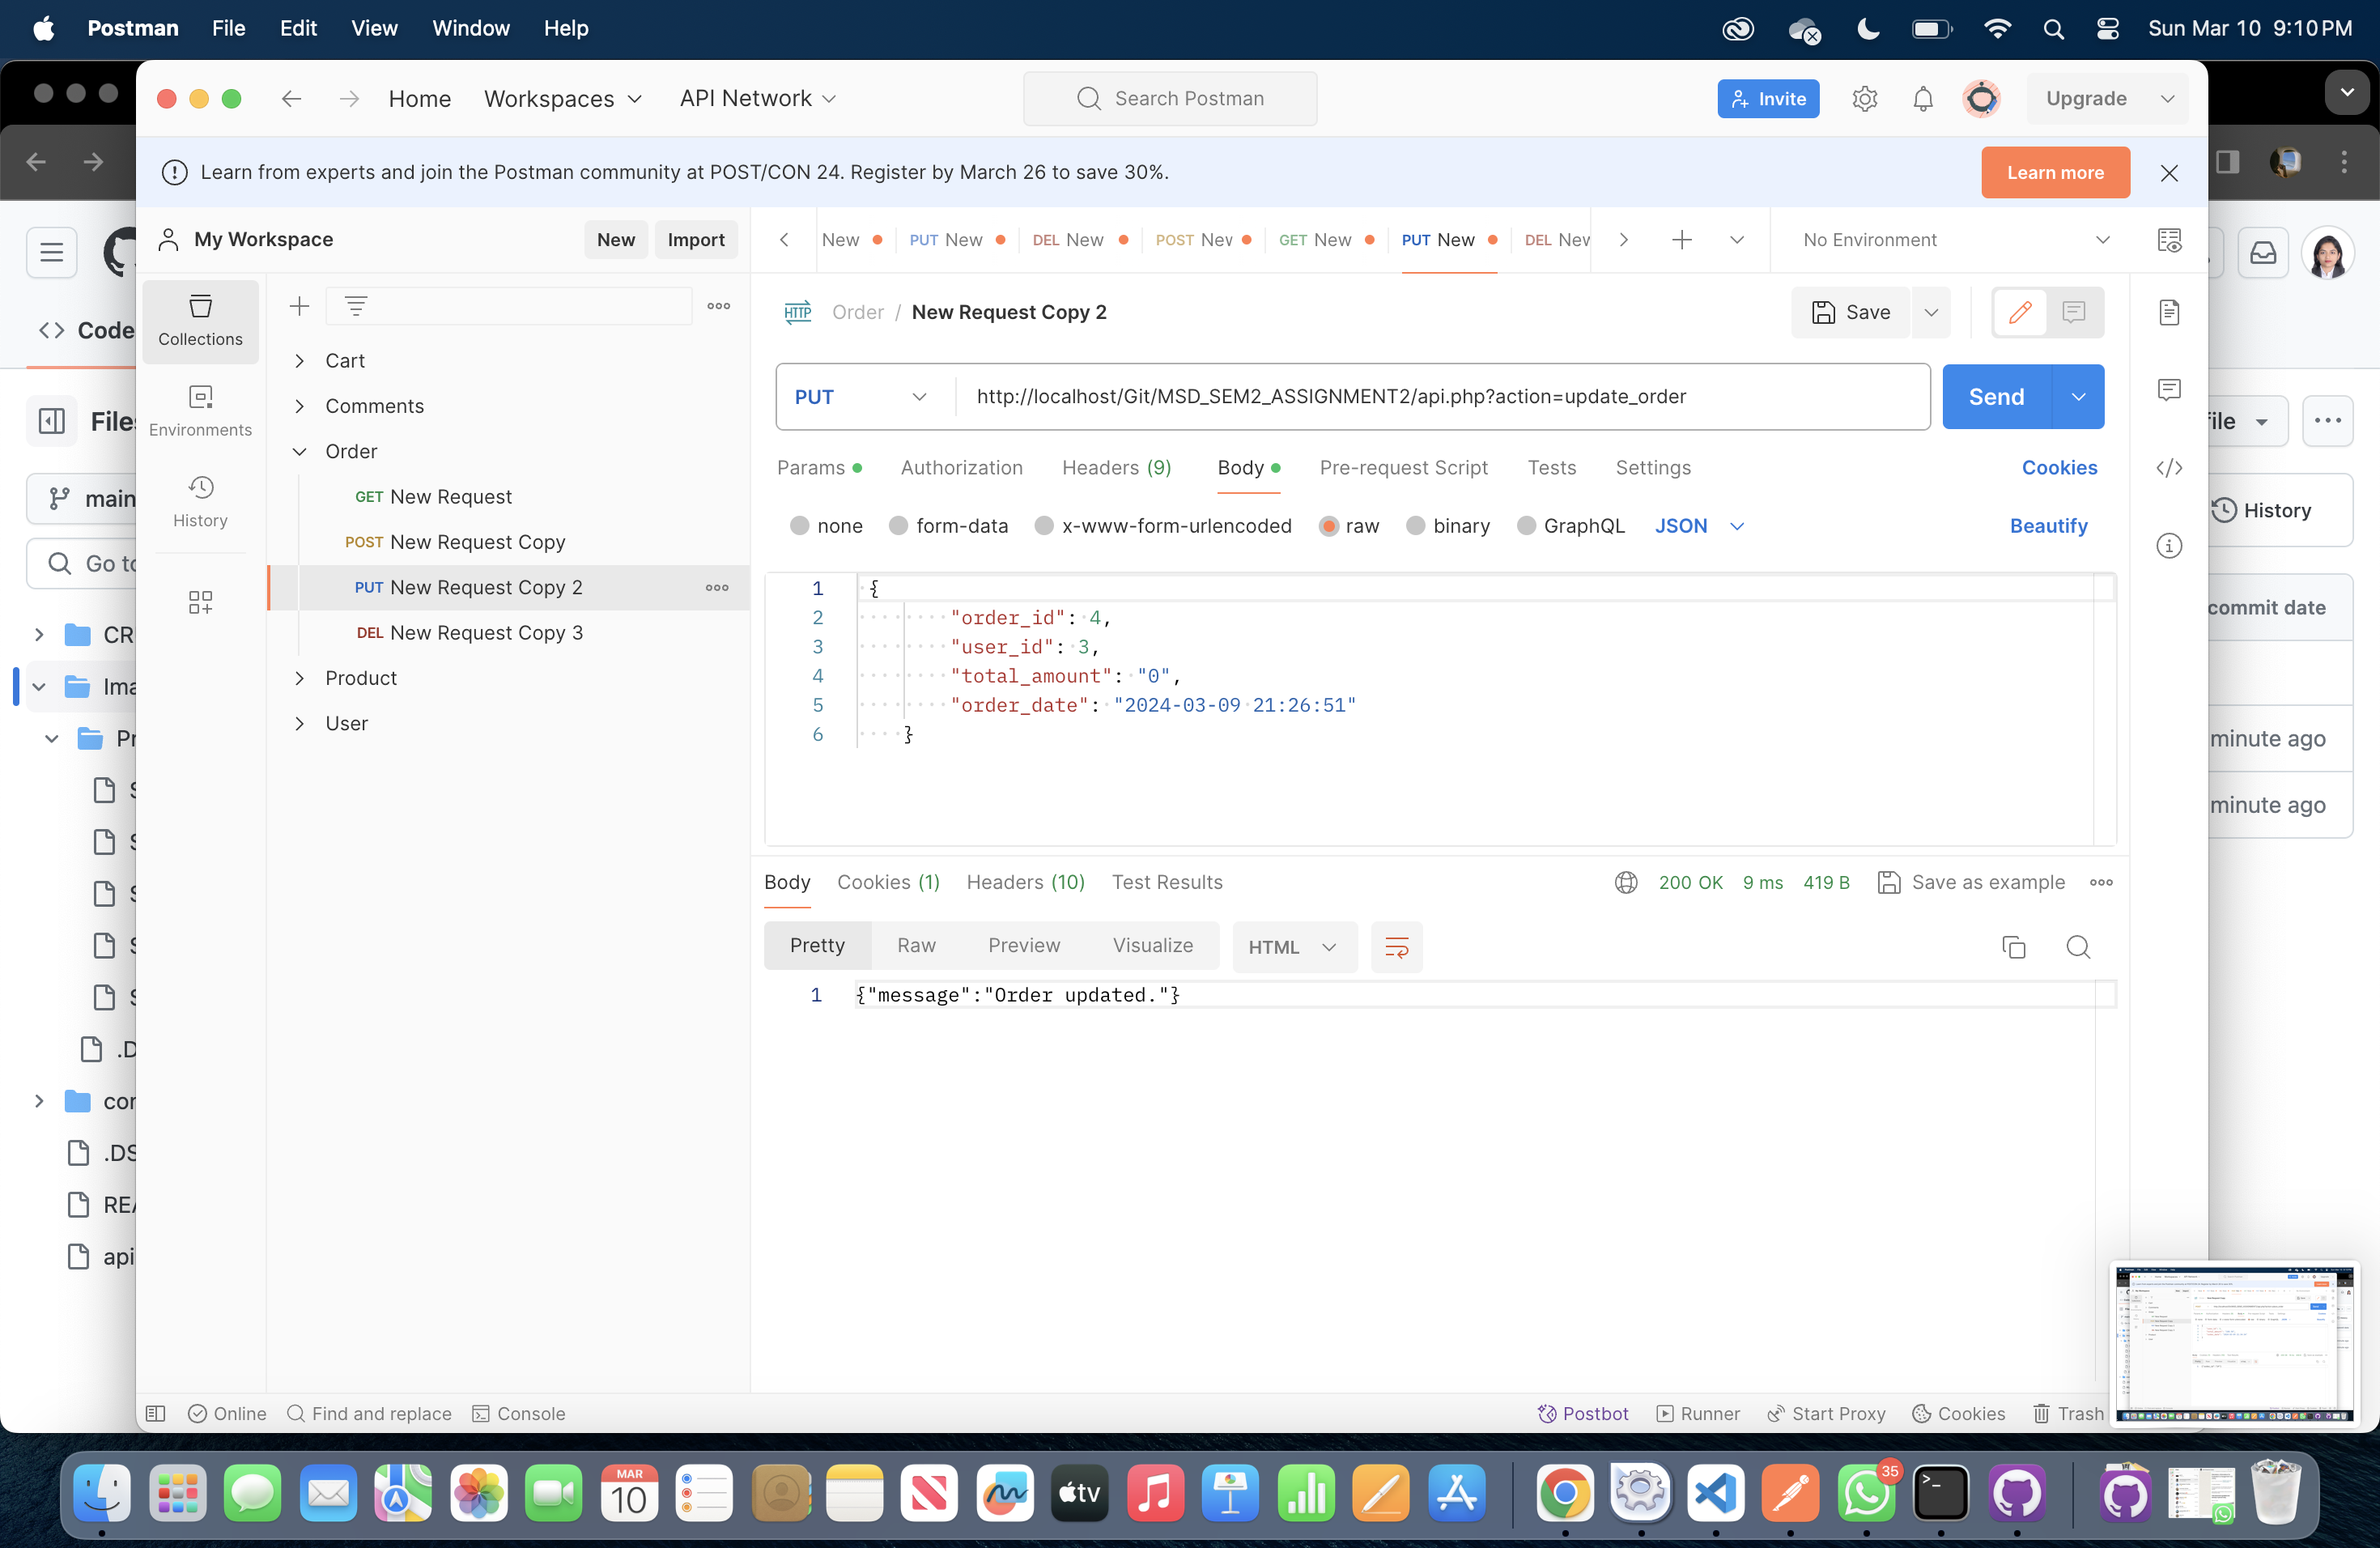 Postman File Edit View Window Help Sun Mar 10 9:10 PM
Home Workspaces API Network Search Postman Invite Upgrade
Learn from experts and join the Postman community at POST/CON 24. Register by March 26 to save 30%. Learn more
My Workspace New Import New PUT New DEL New POST New GET New PUT New DEL New No Environment
Code
Collections
HTTP Order / New Request Copy 2 Save
Cart
PUT http://localhost/Git/MSD_SEM2_ASSIGNMENT2/api.php?action=update_order Send
Comments
Environments
Files
file
Order
Params Authorization Headers (9) Body Pre-request Script Tests Settings Cookies
GET New Request
main
History
History
none form-data x-www-form-urlencoded raw binary GraphQL JSON Beautify
POST New Request Copy
Go to
PUT New Request Copy 2
1 {
commit date
2 "order_id": 4,
DEL New Request Copy 3
3 "user_id": 3,
4 "total_amount": "0",
Product
5 "order_date": "2024-03-09 21:26:51"
User
6 }
minute ago
minute ago
Body Cookies (1) Headers (10) Test Results 200 OK 9 ms 419 B Save as example
Pretty Raw Preview Visualize HTML
1 {"message":"Order updated."}
CR
Ima
Pr
S
S
S
S
S
.D
cor
.DS
REA
api
Online Find and replace Console Postbot Runner Start Proxy Cookies Trash
MAR
10
tv
35